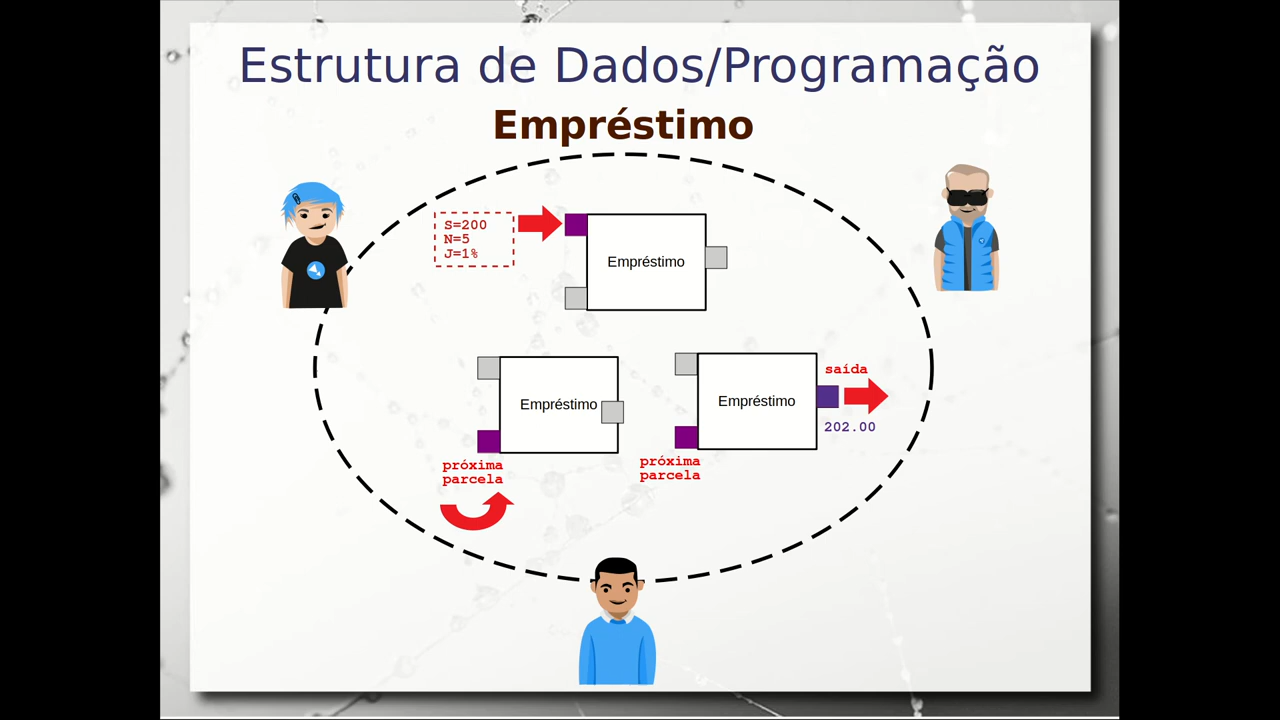 Estrutura de Dados/Programação
Empréstimo
S=200
N=5
J=1%
Empréstimo
Empréstimo
próxima
parcela
Empréstimo
saída
202.00
próxima
parcela